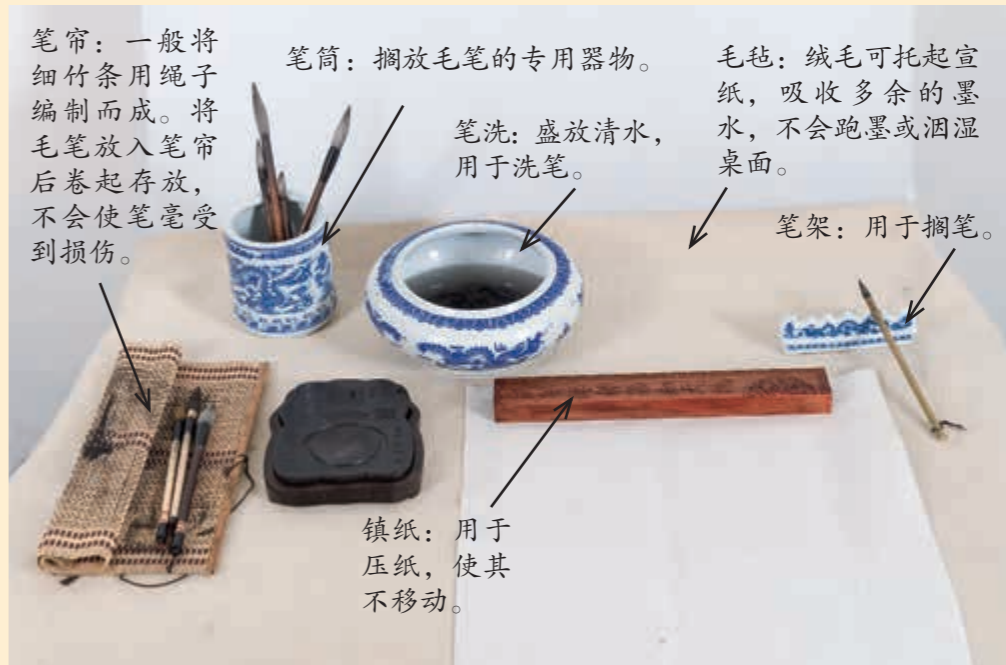 笔帘：一般将
细竹条用绳子
编制而成。将
毛笔放入笔帘
后卷起存放，
不会使笔毫受
到损伤。
笔筒：搁放毛笔的专用器物。
笔洗：盛放清水，
用于洗笔。
毛毡：绒毛可托起宣
纸，吸收多余的墨
水，不会跑墨或洇湿
桌面。
笔架：用于搁笔。
镇纸：用于
压纸，使其
不移动。